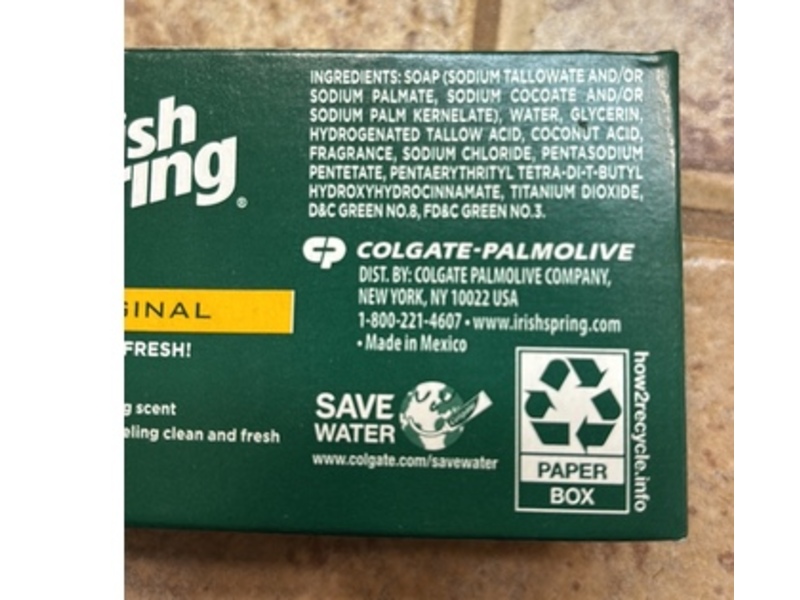 INGREDIENTS: SOAP (SODIUM TALLOWATE AND/OR
SODIUM PALMATE, SODIUM COCOATE AND/OR
SODIUM PALM KERNELATE), WATER, GLYCERIN,
HYDROGENATED TALLOW ACID, COCONUT ACID,
FRAGRANCE, SODIUM CHLORIDE, PENTASODIUM
PENTETATE, PENTAERYTHRITYL TETRA-DI-T-BUTYL
HYDROXYHYDROCINNAMATE, TITANIUM DIOXIDE,
D&C GREEN NO.8, FD&C GREEN NO.3.
ish
ring®
CP COLGATE-PALMOLIVE
DIST. BY: COLGATE PALMOLIVE COMPANY,
NEW YORK, NY 10022 USA
1-800-221-4607 • www.irishspring.com
• Made in Mexico
GINAL
FRESH!
g scent
eling clean and fresh
SAVE
WATER
Colgate
www.colgate.com/savewater
PAPER
BOX
how2recycle.info